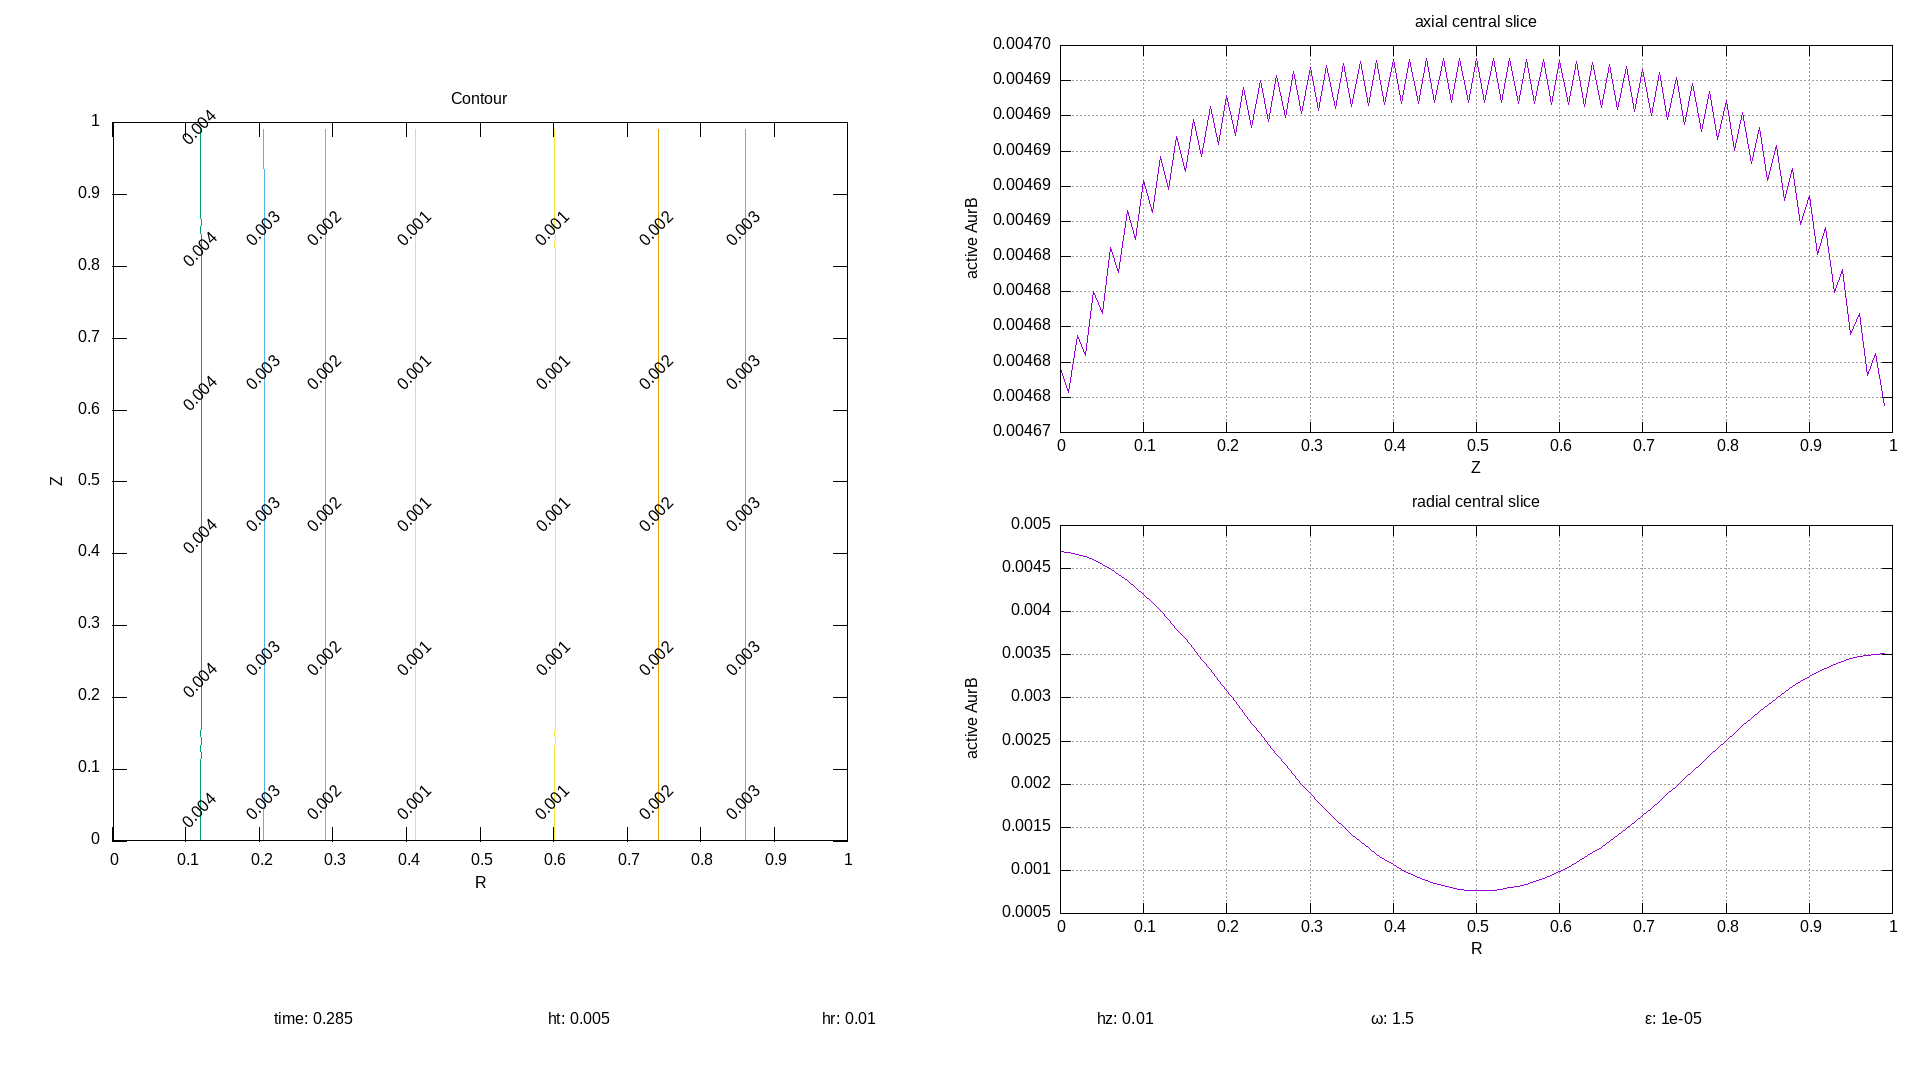 Contour
1
0.9
0.8
0.7
0.6
0.5
0.4
0.3
0.2
0.1
0
Z
0.004
0.004 0.003 0.002 0.001 0.001 0.002 0.003
0.004 0.003 0.002 0.001 0.001 0.002 0.003
0.004 0.003 0.002 0.001 0.001 0.002 0.003
0.004 0.003 0.002 0.001 0.001 0.002 0.003
0.004 0.003 0.002 0.001 0.001 0.002 0.003
0 0.1 0.2 0.3 0.4 0.5 0.6 0.7 0.8 0.9 1
R
axial central slice
0.00470
0.00469
0.00469
0.00469
0.00469
0.00469
0.00468
0.00468
0.00468
0.00468
0.00468
0.00467
active AurB
0 0.1 0.2 0.3 0.4 0.5 0.6 0.7 0.8 0.9 1
Z
radial central slice
0.005
0.0045
0.004
0.0035
0.003
0.0025
0.002
0.0015
0.001
0.0005
active AurB
0 0.1 0.2 0.3 0.4 0.5 0.6 0.7 0.8 0.9 1
R
time: 0.285 ht: 0.005 hr: 0.01 hz: 0.01 ω: 1.5 ε: 1e-05